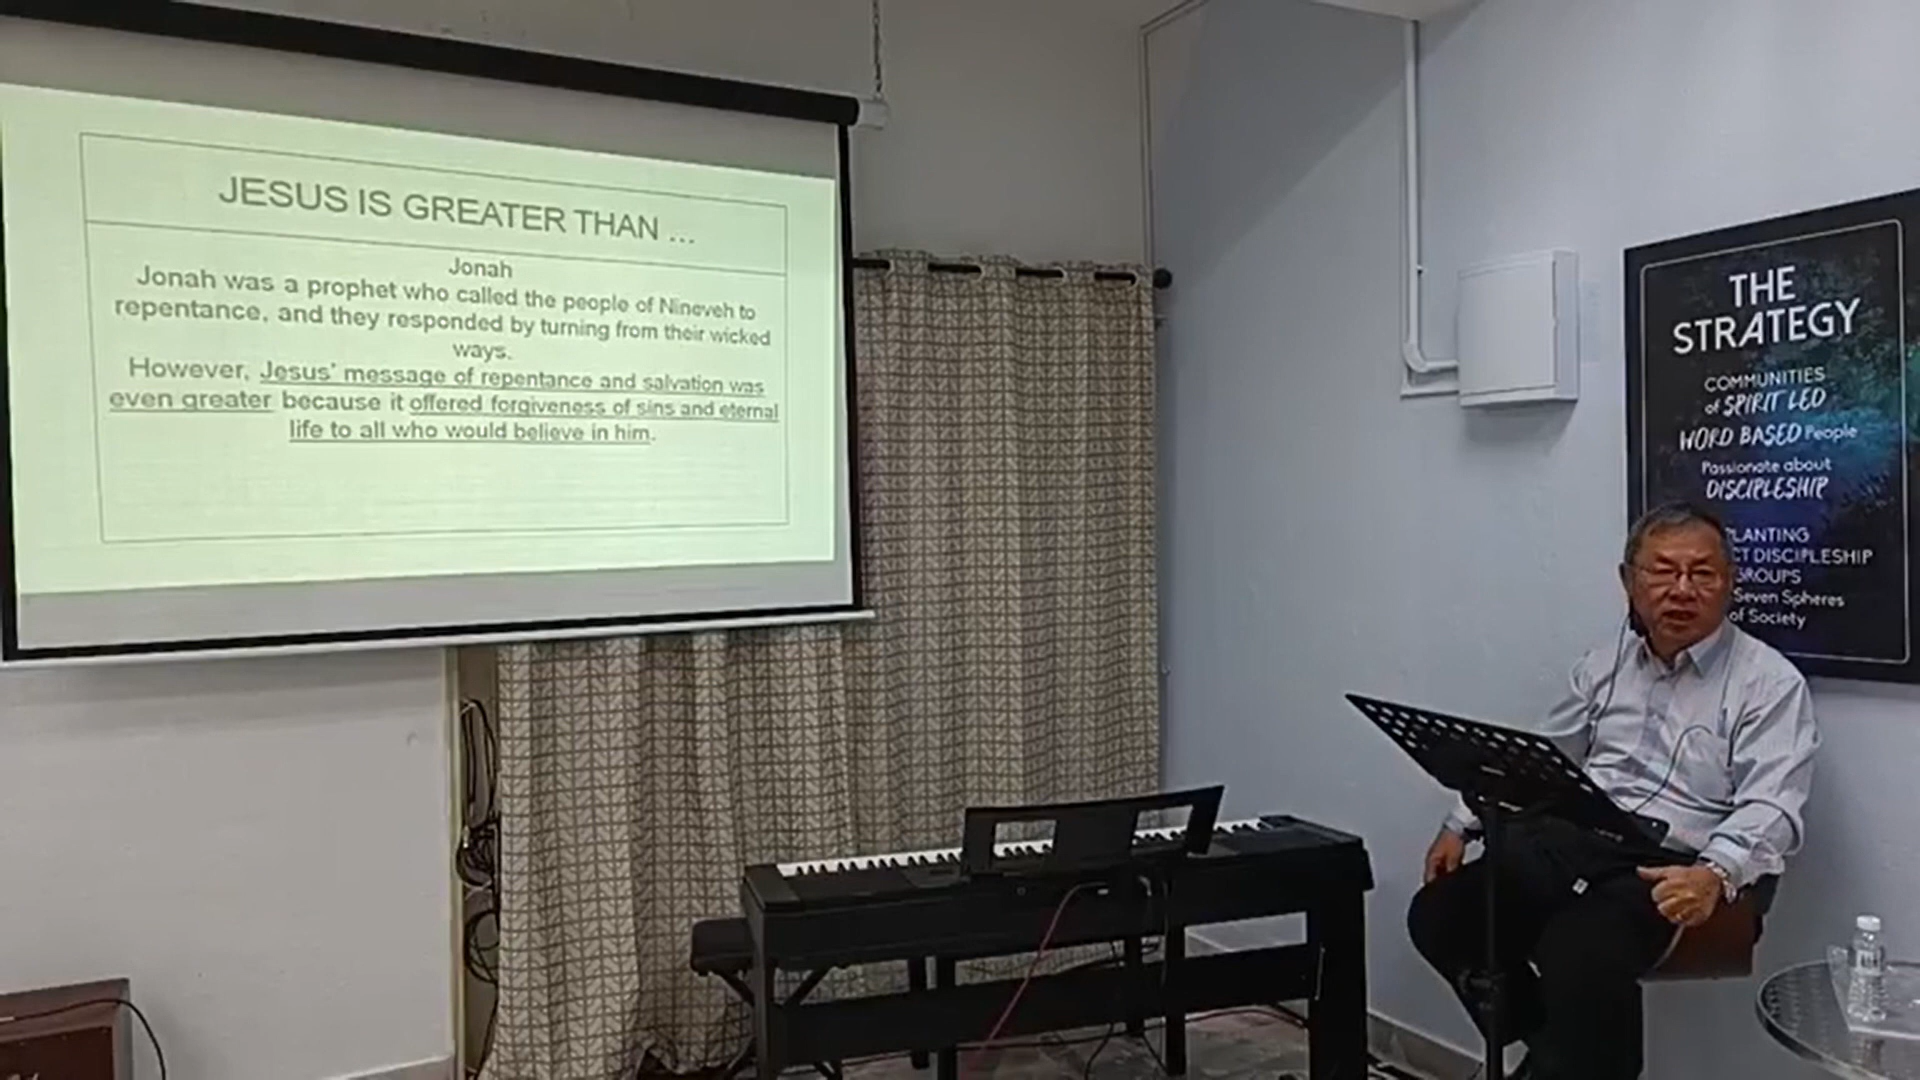 JESUS IS GREATER THAN ...
Jonah
Jonah was a prophet who called the people of Nineveh to
repentance, and they responded by turning from their wicked
ways.
However, Jesus' message of repentance and salvation was
even greater because it offered forgiveness of sins and eternal
life to all who would believe in him.
THE
STRATEGY
COMMUNITIES
of SPIRIT LED
WORD BASED People
Passionate about
DISCIPLESHIP
PLANTING
CT DISCIPLESHIP
GROUPS
Seven Spheres
of Society